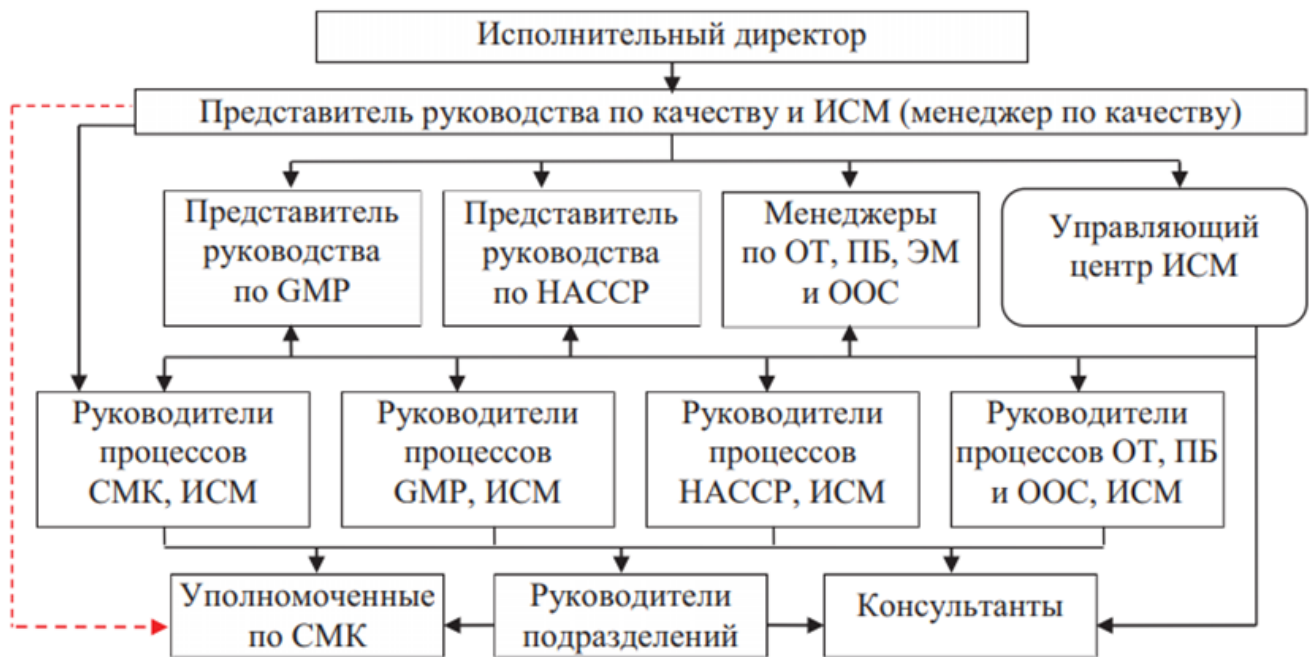 Исполнительный директор
Представитель руководства по качеству и ИСМ (менеджер по качеству)
Представитель
руководства
по GMP
Представитель
руководства
по НАССР
Менеджеры
по ОТ, ПБ, ЭМ
и ООС
Управляющий
центр ИСМ
Руководители
процессов
СМК, ИСМ
Руководители
процессов
GMP, ИСМ
Руководители
процессов
НАССР, ИСМ
Руководители
процессов ОТ, ПБ
и ООС, ИСМ
Уполномоченные
по СМК
Руководители
подразделений
Консультанты